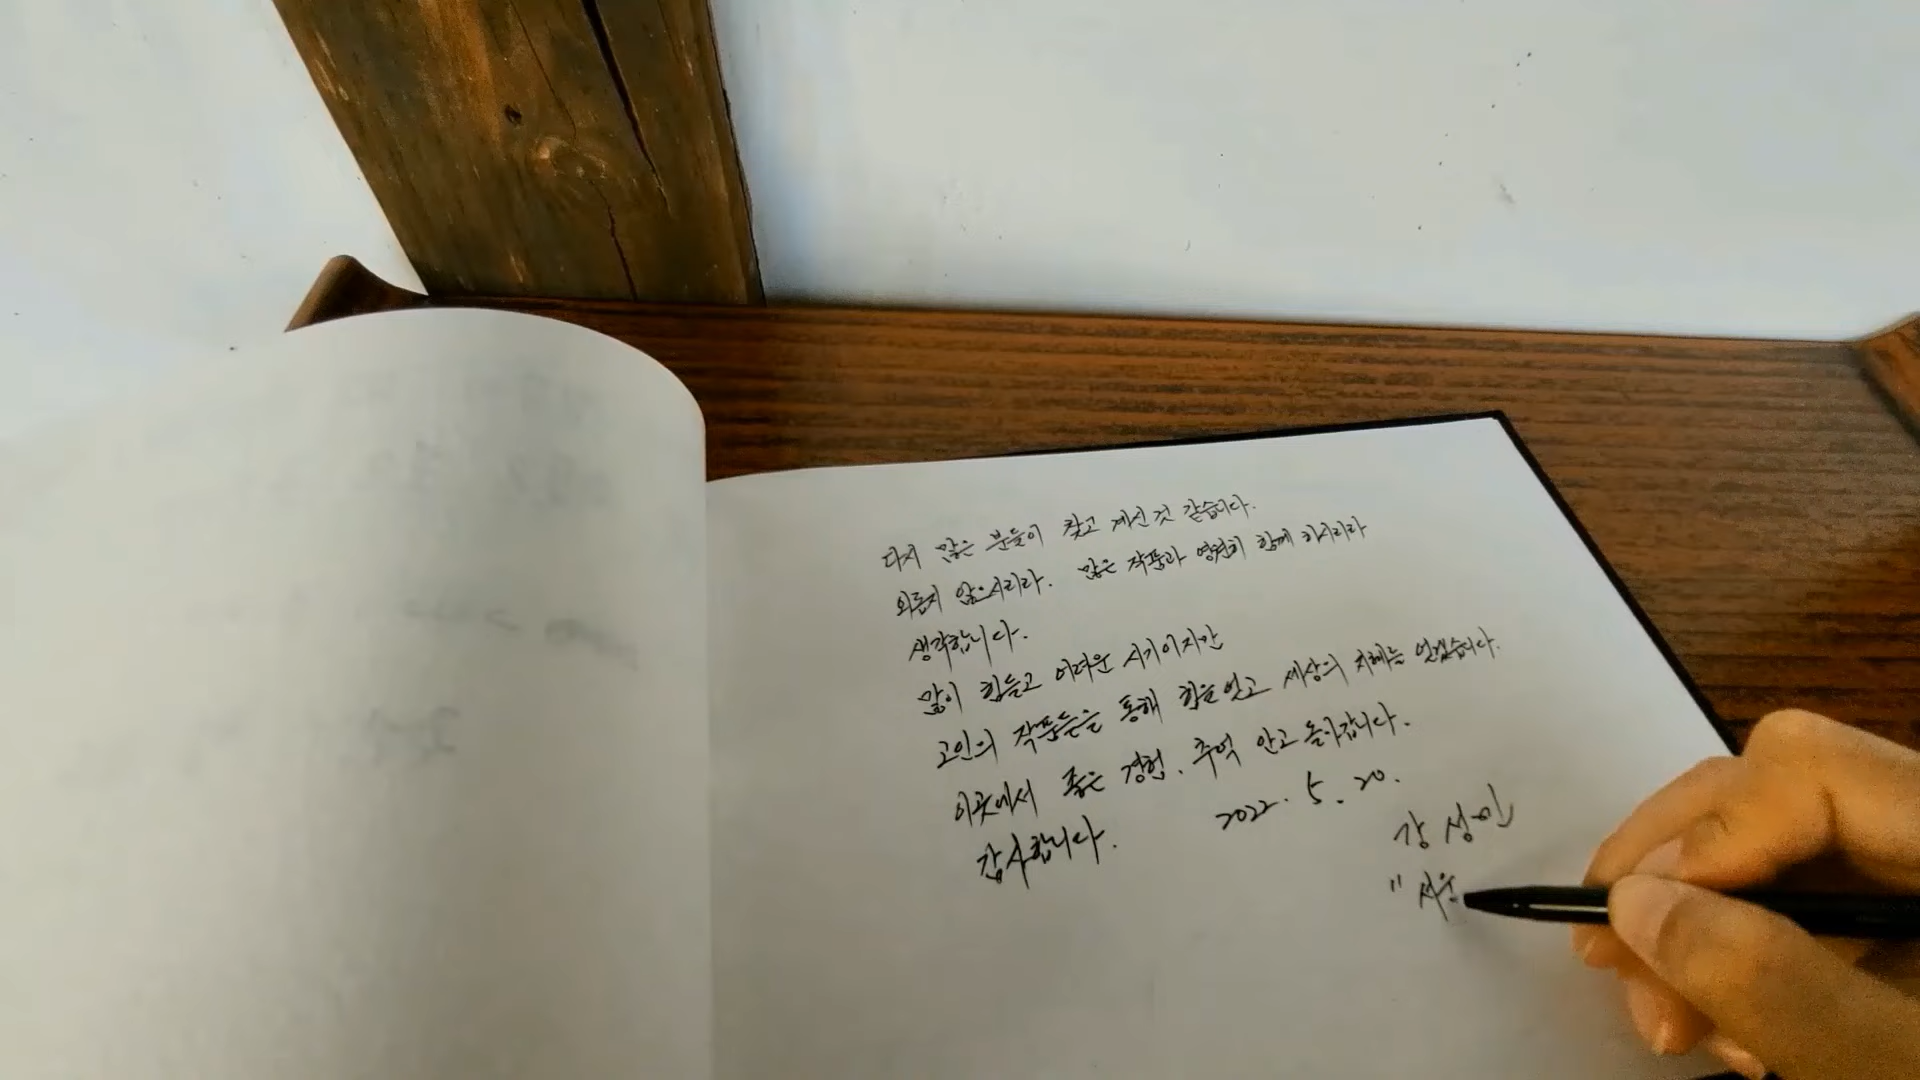 다시 많은 분들이 찾고 계신 것 같습니다.
외롭지 않으시리라. 많은 작품과 영원히 함께 하시리라
생각합니다.
많이 힘들고 어려운 시기이지만
고인의 작품들을 통해 힘을 얻고 세상의 지혜를 얻겠습니다.
이곳에서 좋은 경험, 추억 안고 돌아갑니다.
감사합니다. 2022. 5. 20.
강성민
" 서웅